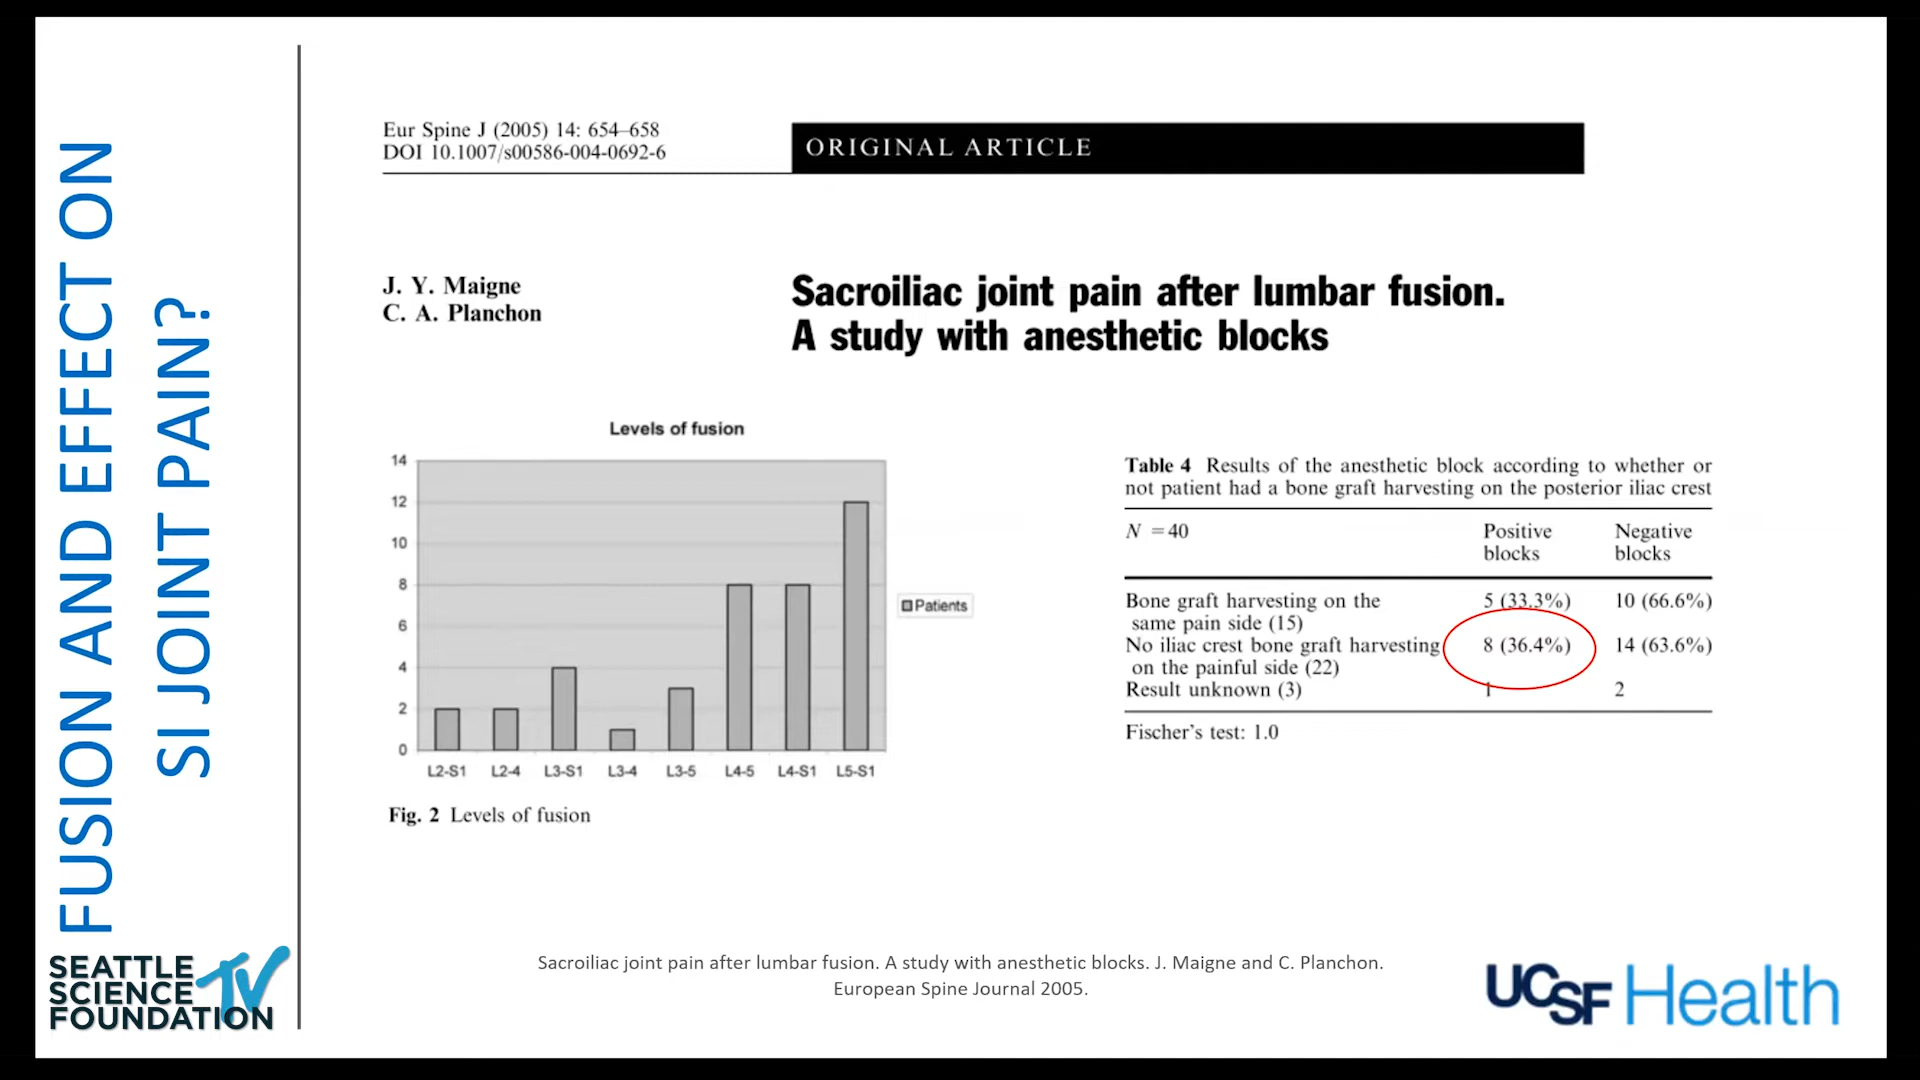 FUSION AND EFFECT ON
SI JOINT PAIN?
Eur Spine J (2005) 14: 654–658
DOI 10.1007/s00586-004-0692-6
ORIGINAL ARTICLE
J. Y. Maigne
C. A. Planchon
Sacroiliac joint pain after lumbar fusion.
A study with anesthetic blocks
Levels of fusion
14
12
10
8
6
4
2
0
L2-S1 L2-4 L3-S1 L3-4 L3-5 L4-5 L4-S1 L5-S1
Patients
Fig. 2 Levels of fusion
Table 4 Results of the anesthetic block according to whether or
not patient had a bone graft harvesting on the posterior iliac crest
N =40 Positive Negative
blocks blocks
Bone graft harvesting on the 5 (33.3%) 10 (66.6%)
same pain side (15)
No iliac crest bone graft harvesting 8 (36.4%) 14 (63.6%)
on the painful side (22)
Result unknown (3) 1 2
Fischer's test: 1.0
Sacroiliac joint pain after lumbar fusion. A study with anesthetic blocks. J. Maigne and C. Planchon.
European Spine Journal 2005.
SEATTLE
SCIENCE TV
FOUNDATION
UCSF Health